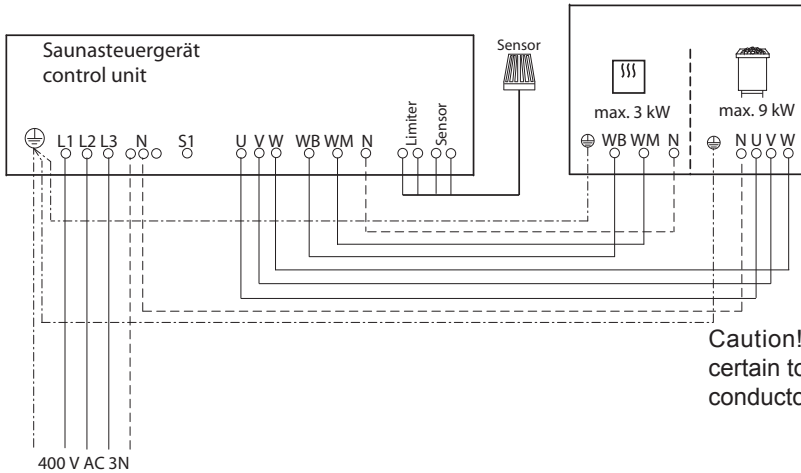 Saunasteuergerät
control unit
Sensor
max. 3 kW
max. 9 kW
L1 L2 L3 N S1 U V W WB WM N Limiter Sensor
WB WM N N U V W
Caution!
certain to
conducto
400 V AC 3N